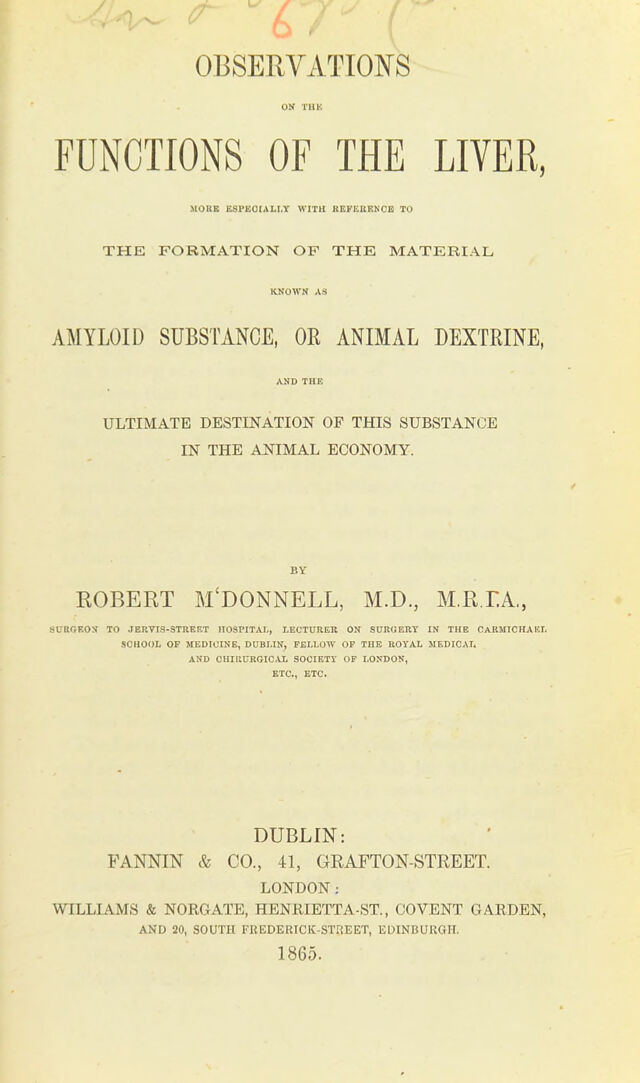 OBSERVATIONS
ON THE
FUNCTIONS OF THE LIVER,
MORE ESPECIALLY WITH REFERENCE TO
THE FORMATION OF THE MATERIAL
KNOWN AS
AMYLOID SUBSTANCE, OR ANIMAL DEXTRINE,
AND THE
ULTIMATE DESTINATION OF THIS SUBSTANCE
IN THE ANIMAL ECONOMY.
BY
ROBERT M‘DONNELL, M.D., M.R.I.A.,
SURGEON TO JERVIS-STREET HOSPITAL, LECTURER ON SURGERY IN THE CARMICHAEL
SCHOOL OF MEDICINE, DUBLIN, FELLOW OF THE ROYAL MEDICAL
AND CHIRURGICAL SOCIETY OF LONDON,
ETC., ETC.
DUBLIN:
FANNIN & CO., 41, GRAFTON-STREET.
LONDON:
WILLIAMS & NORGATE, HENRIETTA-ST., COVENT GARDEN,
AND 20, SOUTH FREDERICK-STREET, EDINBURGH.
1865.